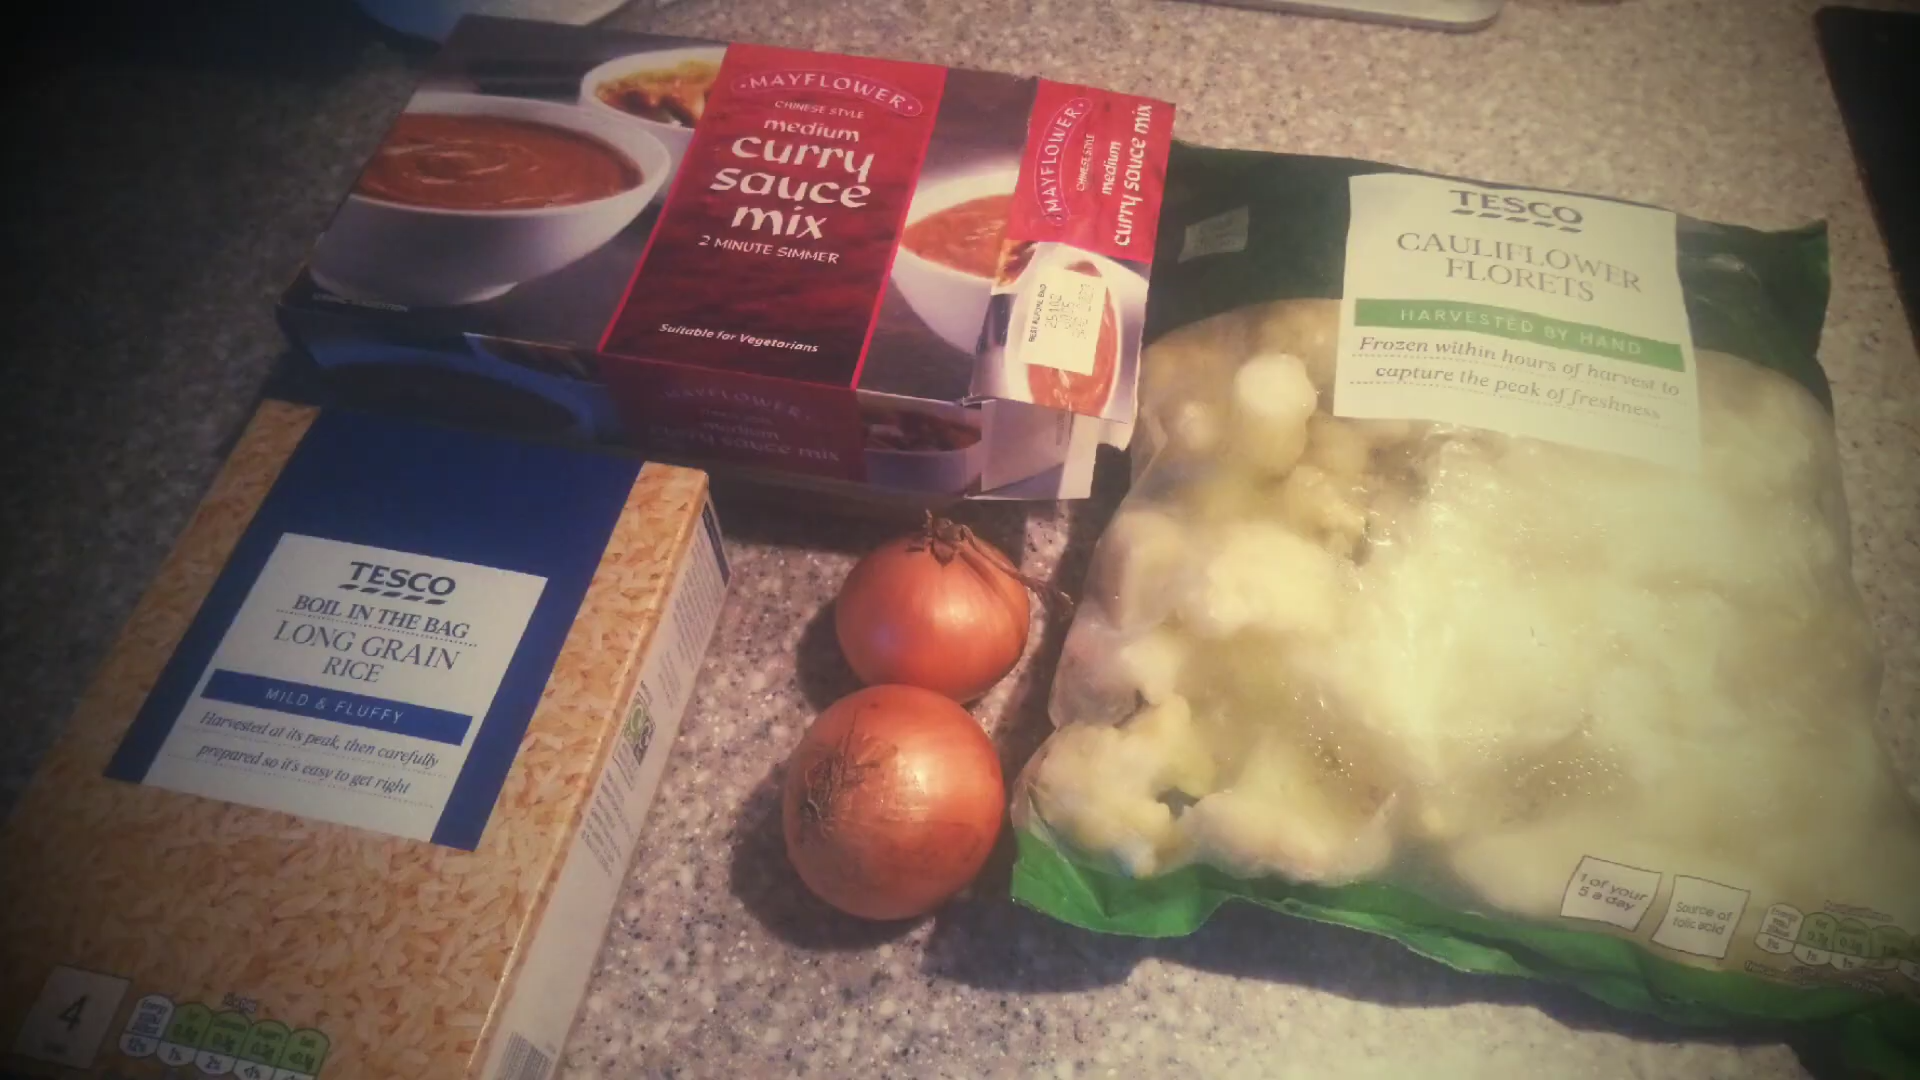 MAYFLOWER
CHINESE STYLE
medium
curry
sauce
mix
2 MINUTE SIMMER
Suitable for Vegetarians
MAYFLOWER
CHINESE STYLE
medium
curry sauce mix
MAYFLOWER
medium
curry sauce mix
TESCO
CAULIFLOWER
FLORETS
HARVESTED BY HAND
Frozen within hours of harvest to
capture the peak of freshness
1 of your
5 a day
Source of
folic acid
TESCO
BOIL IN THE BAG
LONG GRAIN
RICE
MILD & FLUFFY
Harvested at its peak, then carefully
prepared so it's easy to get right
4